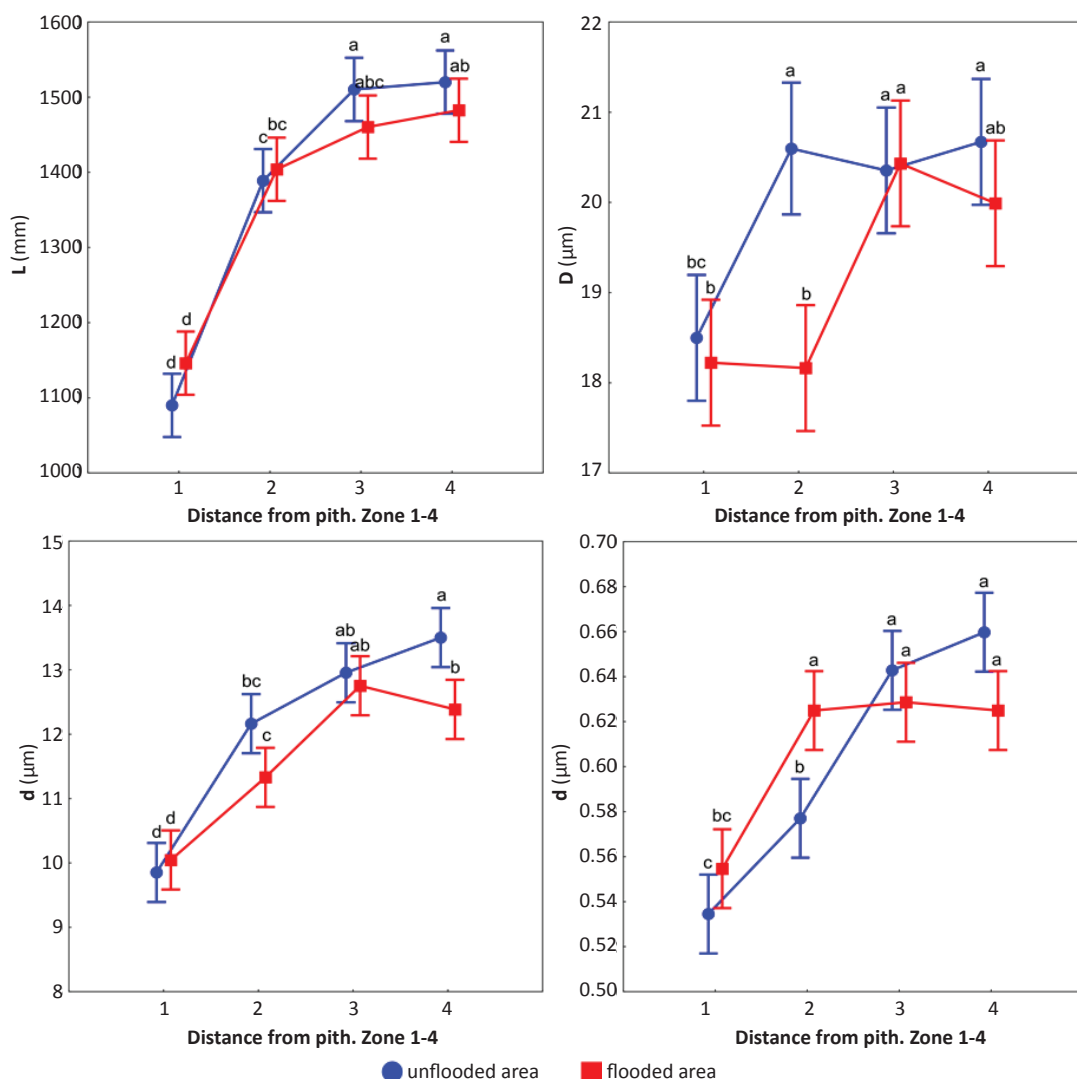 1600
1500
1400
1300
1200
1100
1000
L (mm)
a
a
abc
ab
c
bc
d
d
1 2 3 4
Distance from pith. Zone 1-4
22
21
20
19
18
17
D (µm)
a
a
a
a
ab
bc
b
b
1 2 3 4
Distance from pith. Zone 1-4
15
14
13
12
11
10
9
8
d (µm)
a
ab
ab
bc
b
c
d
d
1 2 3 4
Distance from pith. Zone 1-4
0.70
0.68
0.66
0.64
0.62
0.60
0.58
0.56
0.54
0.52
0.50
d (µm)
a
a
a
a
a
b
bc
c
1 2 3 4
Distance from pith. Zone 1-4
unflooded area flooded area